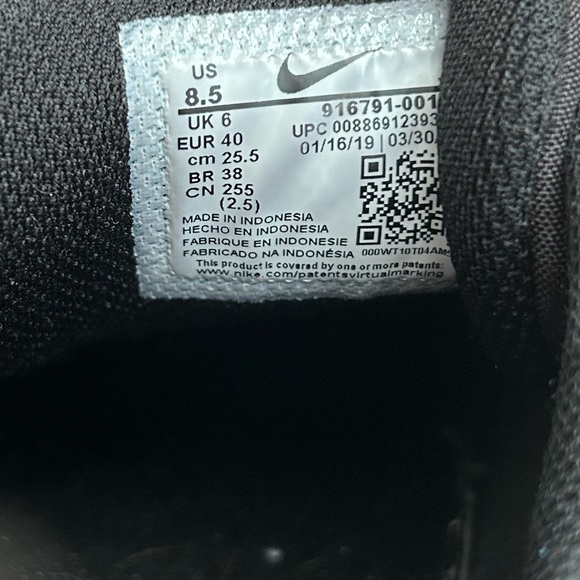 US
8.5
UK 6
EUR 40
cm 25.5
BR 38
CN 255
(2.5)
916791-001
UPC 00886912393
01/16/19 | 03/30/
000WT10T04AM
MADE IN INDONESIA
HECHO EN INDONESIA
FABRIQUE EN INDONESIE
FABRICADO NA INDONÉSIA
This product is covered by one or more patents:
www.nike.com/patentsvirtualmarking